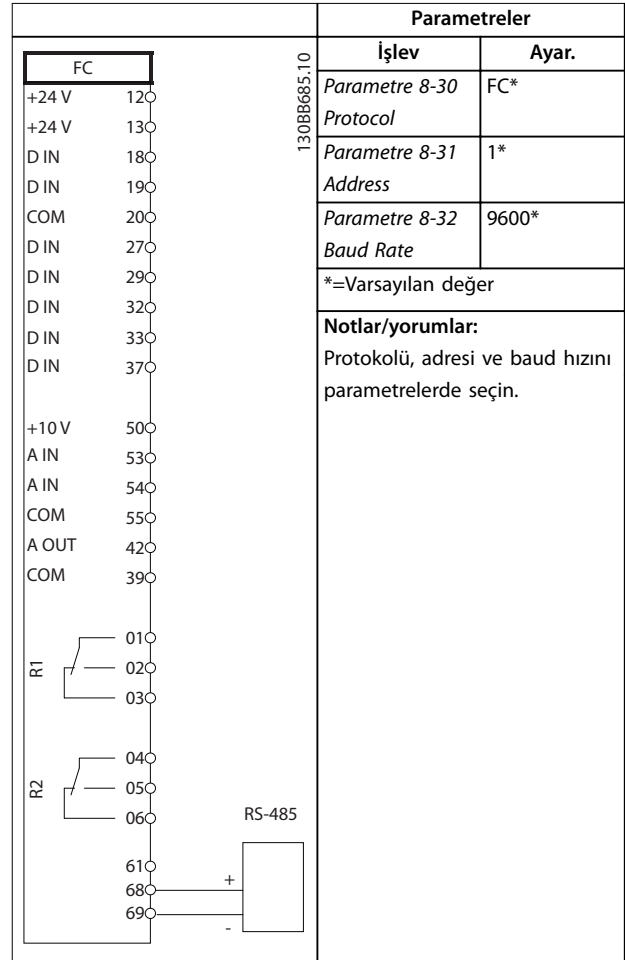 Parametreler
İşlev Ayar.
Parametre 8-30 FC*
Protocol
Parametre 8-31 1*
Address
Parametre 8-32 9600*
Baud Rate
*=Varsayılan değer
Notlar/yorumlar:
Protokolü, adresi ve baud hızını
parametrelerde seçin.
130BB685.10
FC
+24 V 12
+24 V 13
D IN 18
D IN 19
COM 20
D IN 27
D IN 29
D IN 32
D IN 33
D IN 37
+10 V 50
A IN 53
A IN 54
COM 55
A OUT 42
COM 39
R1
01
02
03
R2
04
05
06
RS-485
61
68 +
69 -